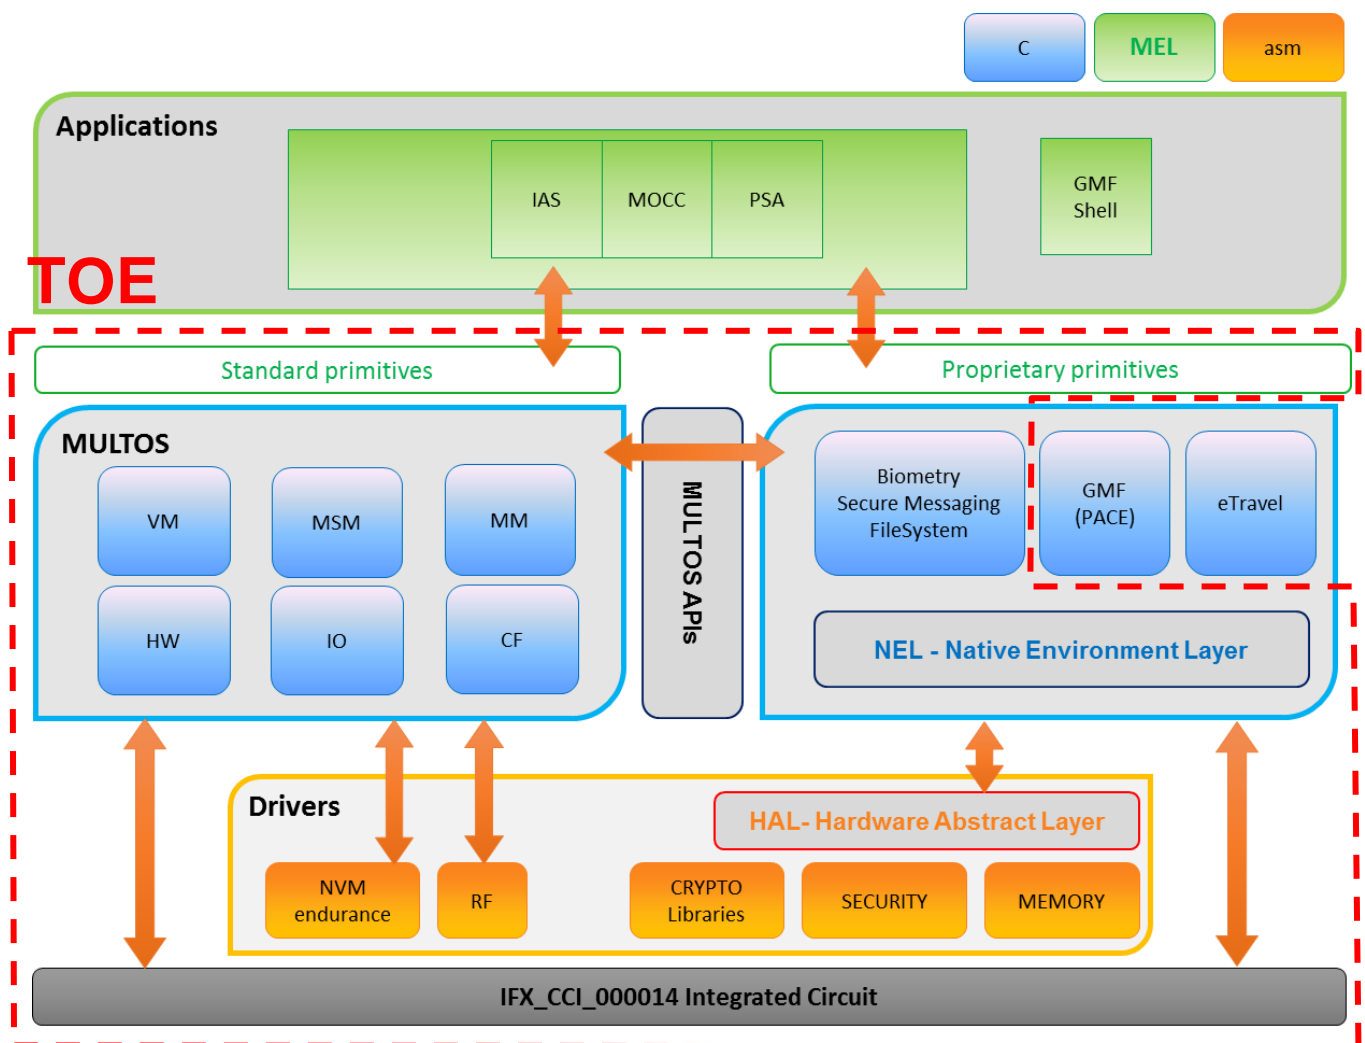 C
MEL
asm
Applications
IAS
MOCC
PSA
GMF
Shell
TOE
Standard primitives
Proprietary primitives
MULTOS
VM
MSM
MM
HW
IO
CF
MULTOS APIs
Biometry
Secure Messaging
FileSystem
GMF
(PACE)
eTravel
NEL - Native Environment Layer
Drivers
HAL- Hardware Abstract Layer
NVM
endurance
RF
CRYPTO
Libraries
SECURITY
MEMORY
IFX_CCI_000014 Integrated Circuit